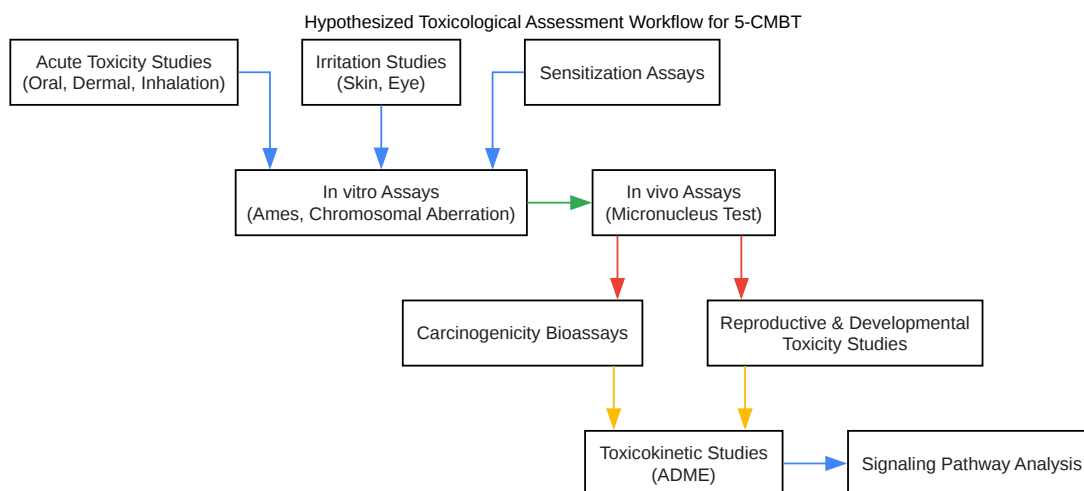 Hypothesized Toxicological Assessment Workflow for 5-CMBT
Acute Toxicity Studies
(Oral, Dermal, Inhalation)
Irritation Studies
(Skin, Eye)
Sensitization Assays
In vitro Assays
(Ames, Chromosomal Aberration)
In vivo Assays
(Micronucleus Test)
Carcinogenicity Bioassays
Reproductive & Developmental
Toxicity Studies
Toxicokinetic Studies
(ADME)
Signaling Pathway Analysis